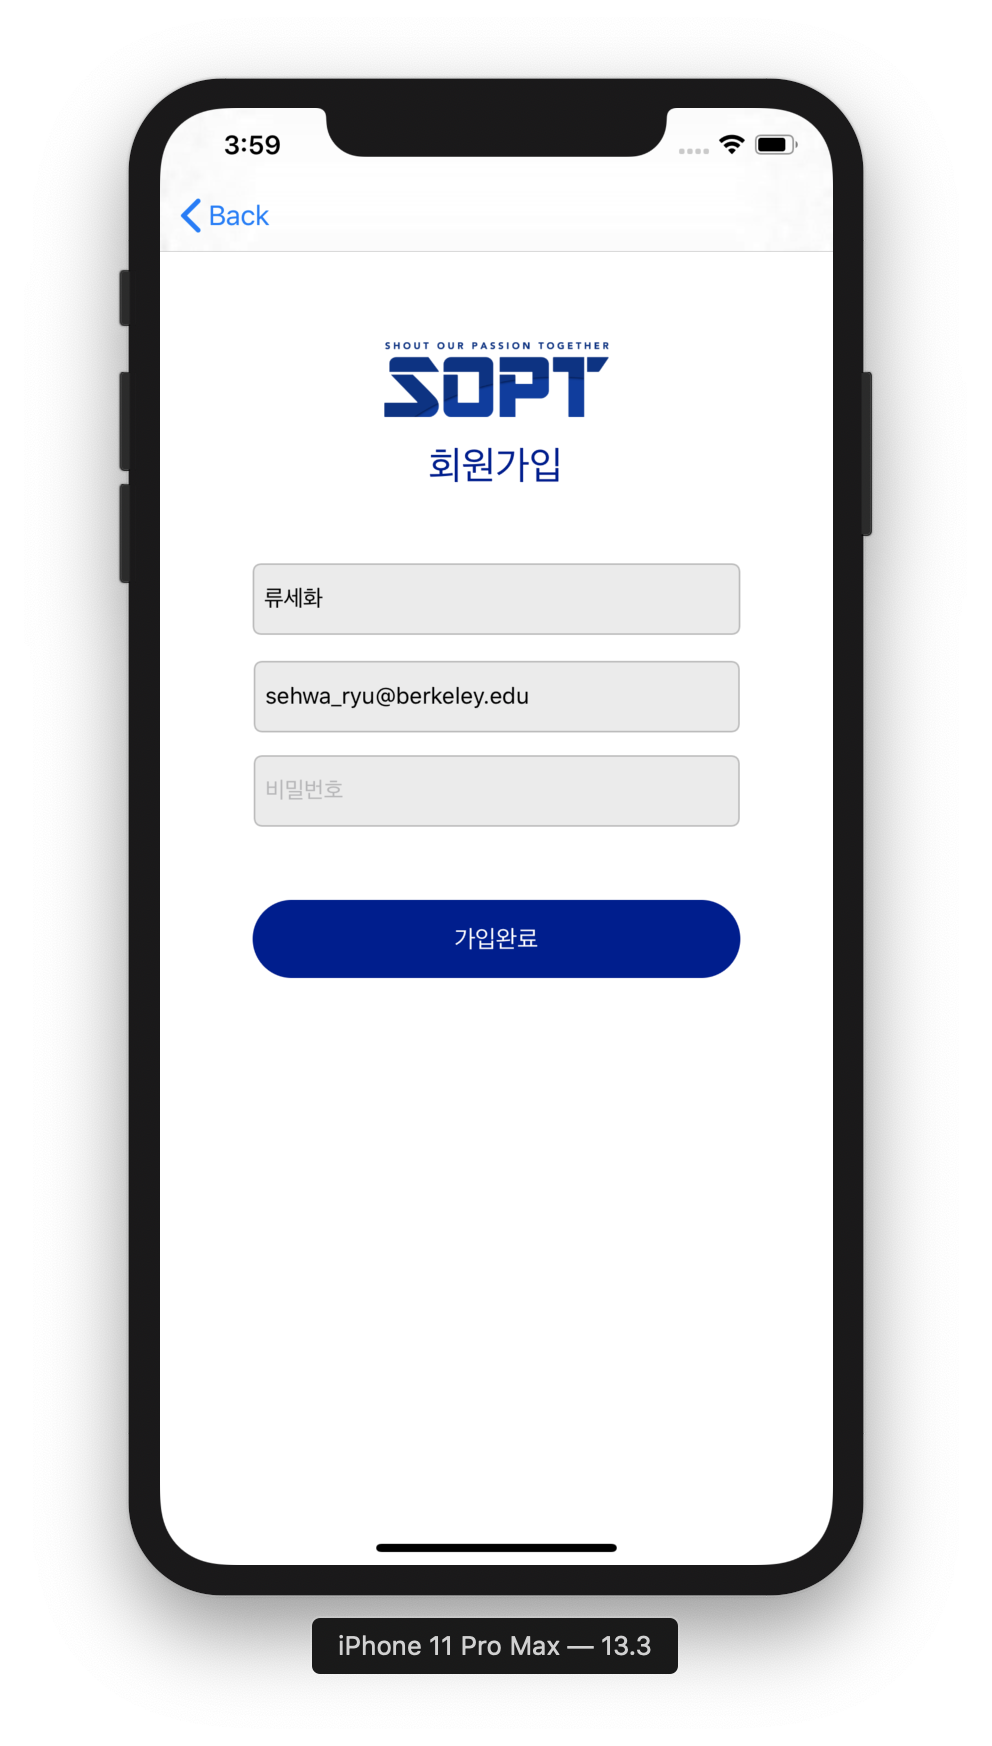 3:59
Back
SHOUT OUR PASSION TOGETHER
SOPT
회원가입
류세화
sehwa_ryu@berkeley.edu
비밀번호
가입완료
iPhone 11 Pro Max — 13.3